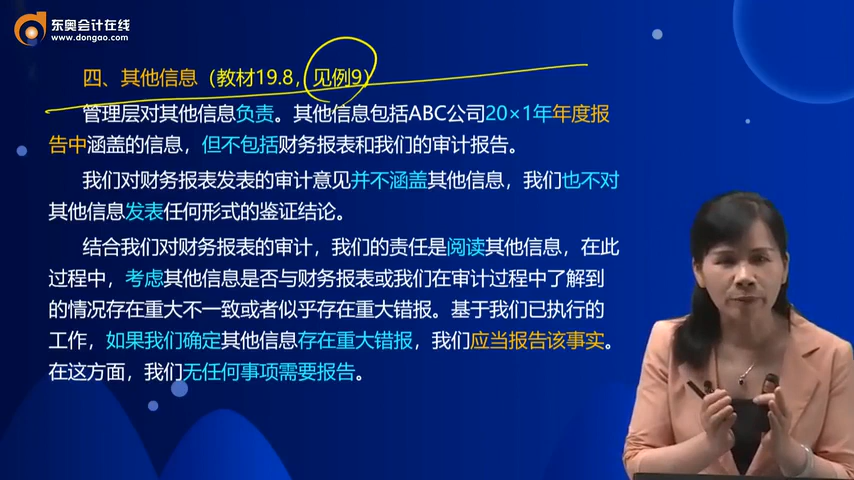 东奥会计在线
www.dongao.com
四、其他信息（教材19.8，见例9）
管理层对其他信息负责。其他信息包括ABC公司20×1年年度报
告中涵盖的信息，但不包括财务报表和我们的审计报告。
我们对财务报表发表的审计意见并不涵盖其他信息，我们也不对
其他信息发表任何形式的鉴证结论。
结合我们对财务报表的审计，我们的责任是阅读其他信息，在此
过程中，考虑其他信息是否与财务报表或我们在审计过程中了解到
的情况存在重大不一致或者似乎存在重大错报。基于我们已执行的
工作，如果我们确定其他信息存在重大错报，我们应当报告该事实。
在这方面，我们无任何事项需要报告。